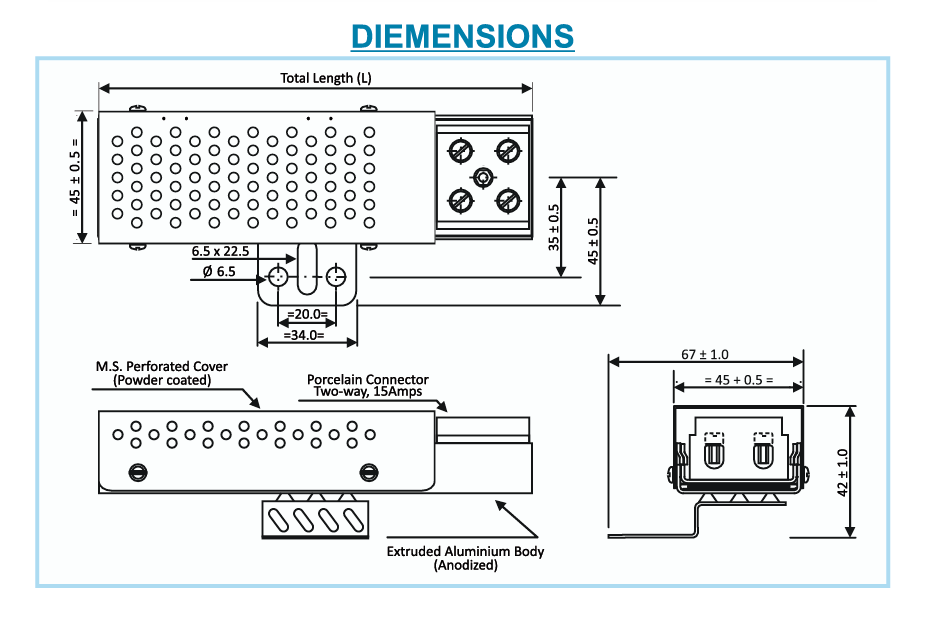 DIEMENSIONS
Total Length (L)
= 45 ± 0.5 =
6.5 x 22.5
Ø 6.5
35 ± 0.5
45 ± 0.5
=20.0=
=34.0=
M.S. Perforated Cover
(Powder coated)
Porcelain Connector
Two-way, 15Amps
Extruded Aluminium Body
(Anodized)
67 ± 1.0
= 45 + 0.5 =
42 ± 1.0